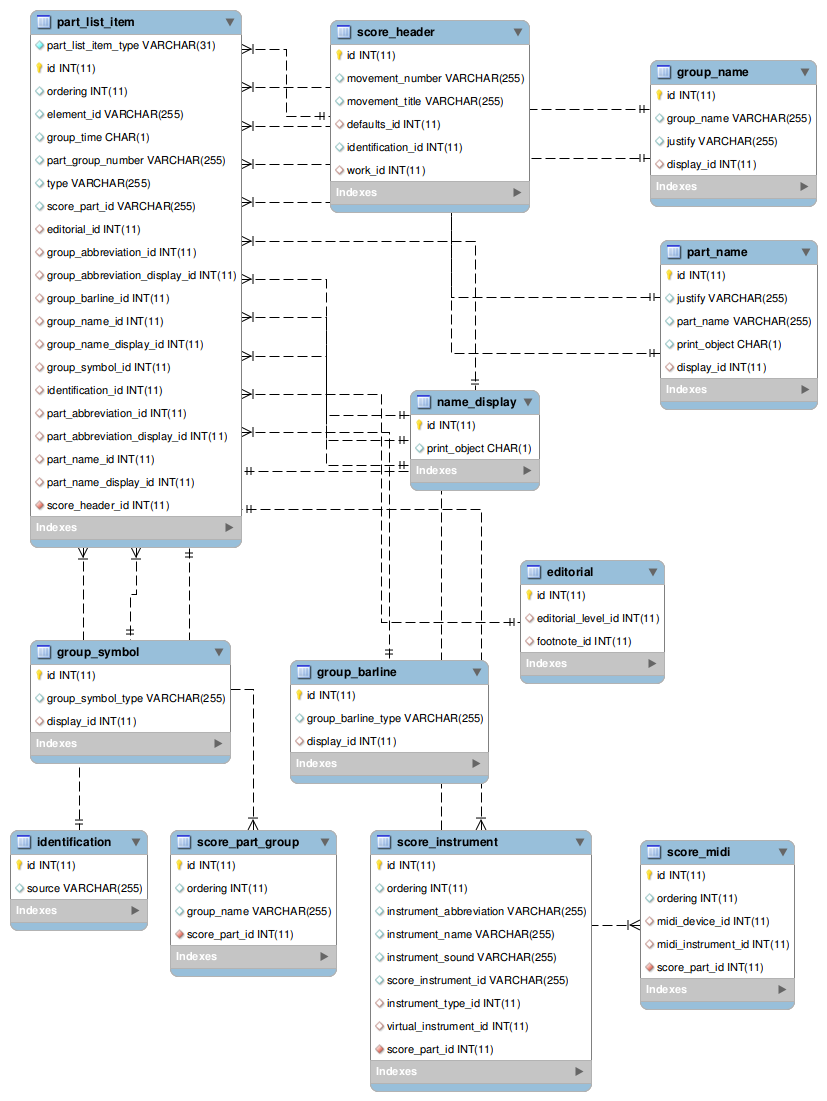 part_list_item
part_list_item_type VARCHAR(31)
id INT(11)
ordering INT(11)
element_id VARCHAR(255)
group_time CHAR(1)
part_group_number VARCHAR(255)
type VARCHAR(255)
score_part_id VARCHAR(255)
editorial_id INT(11)
group_abbreviation_id INT(11)
group_abbreviation_display_id INT(11)
group_barline_id INT(11)
group_name_id INT(11)
group_name_display_id INT(11)
group_symbol_id INT(11)
identification_id INT(11)
part_abbreviation_id INT(11)
part_abbreviation_display_id INT(11)
part_name_id INT(11)
part_name_display_id INT(11)
score_header_id INT(11)
Indexes
score_header
id INT(11)
movement_number VARCHAR(255)
movement_title VARCHAR(255)
defaults_id INT(11)
identification_id INT(11)
work_id INT(11)
Indexes
group_name
id INT(11)
group_name VARCHAR(255)
justify VARCHAR(255)
display_id INT(11)
Indexes
part_name
id INT(11)
justify VARCHAR(255)
part_name VARCHAR(255)
print_object CHAR(1)
display_id INT(11)
Indexes
name_display
id INT(11)
print_object CHAR(1)
Indexes
editorial
id INT(11)
editorial_level_id INT(11)
footnote_id INT(11)
Indexes
group_symbol
id INT(11)
group_symbol_type VARCHAR(255)
display_id INT(11)
Indexes
group_barline
id INT(11)
group_barline_type VARCHAR(255)
display_id INT(11)
Indexes
identification
id INT(11)
source VARCHAR(255)
Indexes
score_part_group
id INT(11)
ordering INT(11)
group_name VARCHAR(255)
score_part_id INT(11)
Indexes
score_instrument
id INT(11)
ordering INT(11)
instrument_abbreviation VARCHAR(255)
instrument_name VARCHAR(255)
instrument_sound VARCHAR(255)
score_instrument_id VARCHAR(255)
instrument_type_id INT(11)
virtual_instrument_id INT(11)
score_part_id INT(11)
Indexes
score_midi
id INT(11)
ordering INT(11)
midi_device_id INT(11)
midi_instrument_id INT(11)
score_part_id INT(11)
Indexes